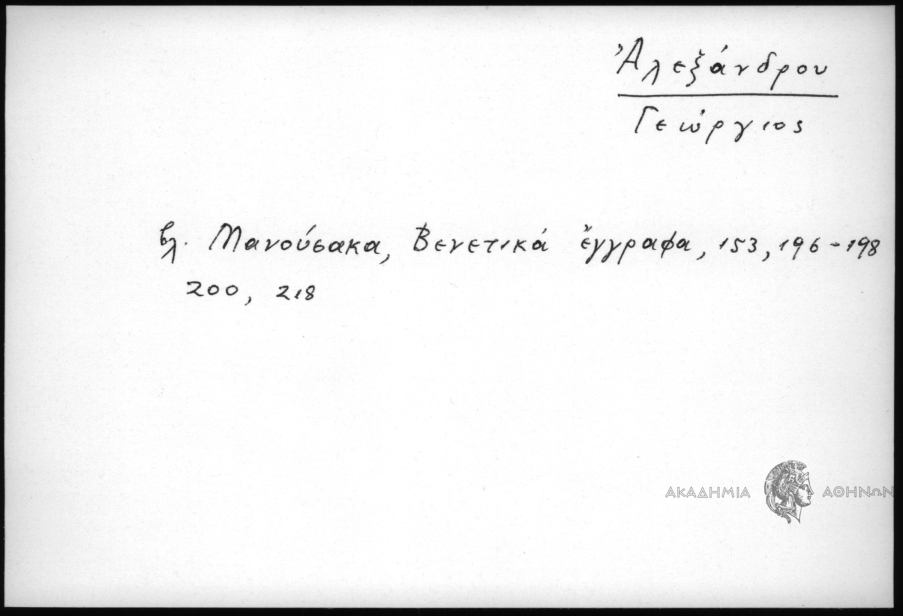 Ἀλεξάνδρου
Γεώργιος
βλ. Μανούσακα, Βενετικά ἔγγραφα, 153, 196-198
200, 218
ΑΚΑΔΗΜΙΑ ΑΘΗΝΩΝ